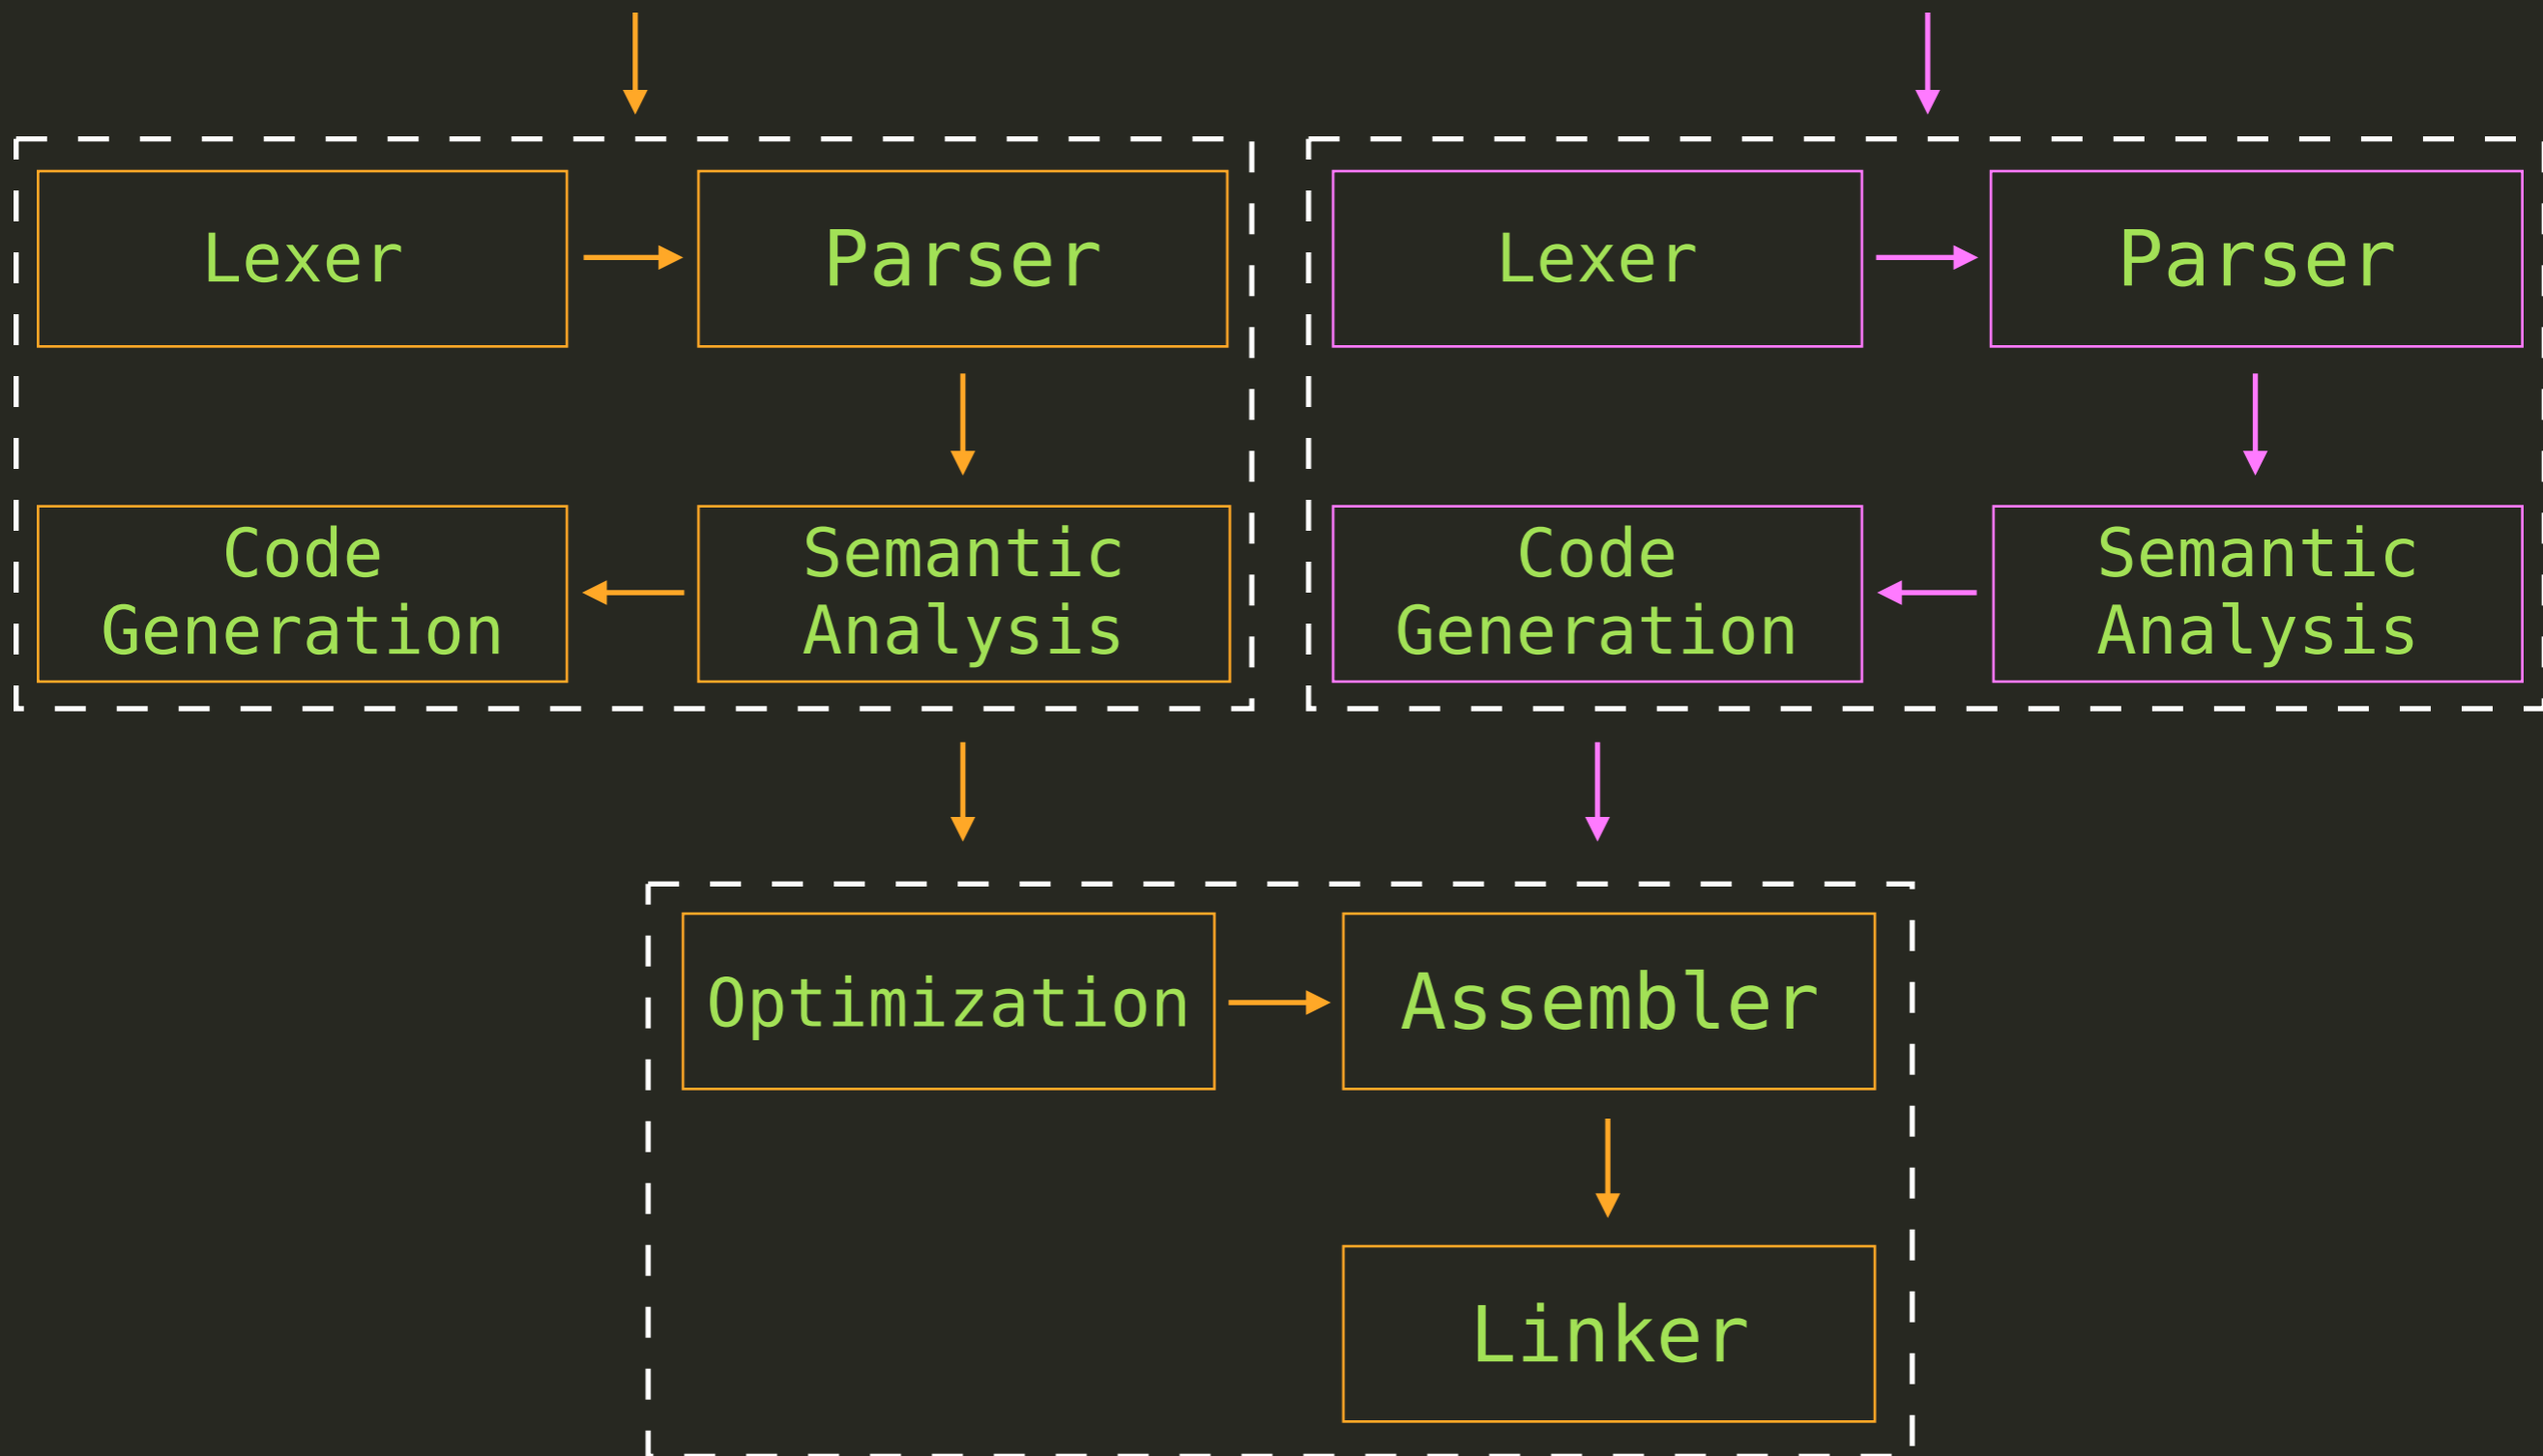 Lexer
Parser
Code
Generation
Semantic
Analysis
Lexer
Parser
Code
Generation
Semantic
Analysis
Optimization
Assembler
Linker